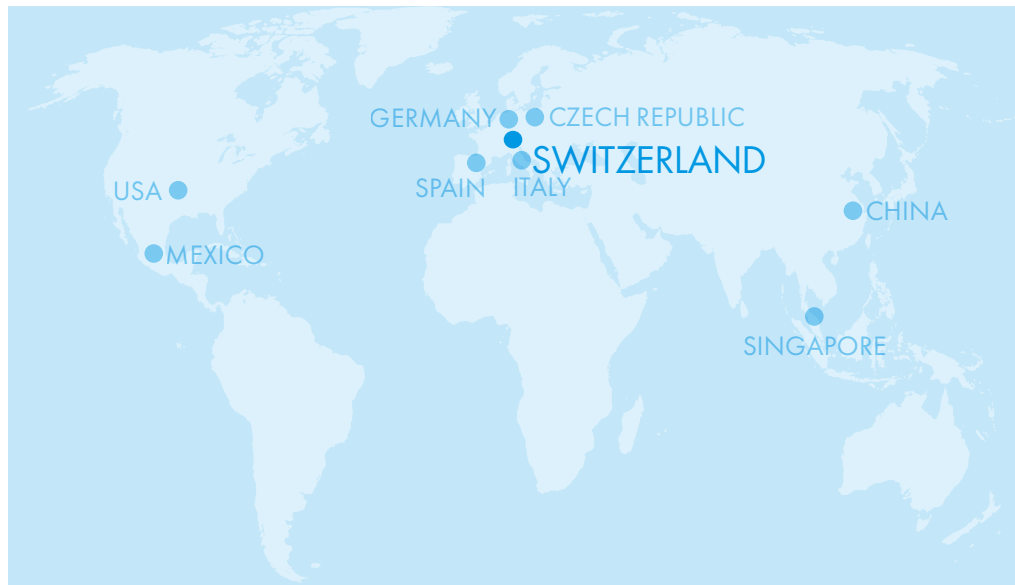 GERMANY
CZECH REPUBLIC
SWITZERLAND
SPAIN
ITALY
USA
CHINA
MEXICO
SINGAPORE